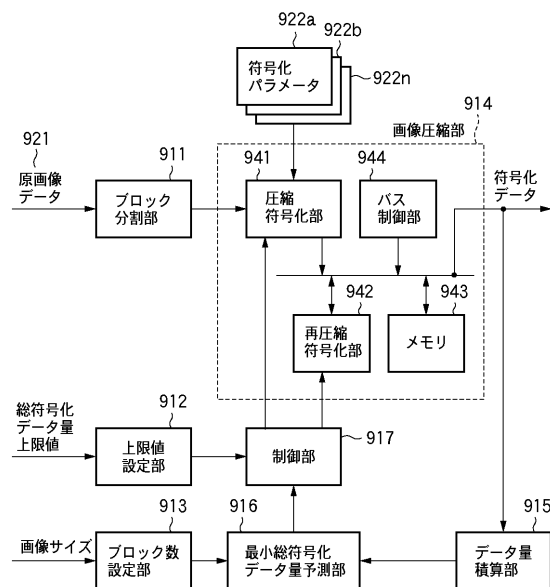 922a
922b
922n
符号化
パラメータ
914
画像圧縮部
921
原画像
データ
911
ブロック
分割部
941
圧縮
符号化部
944
バス
制御部
符号化
データ
942
再圧縮
符号化部
943
メモリ
総符号化
データ量
上限値
912
上限値
設定部
制御部
917
画像サイズ
913
ブロック数
設定部
916
最小総符号化
データ量予測部
915
データ量
積算部